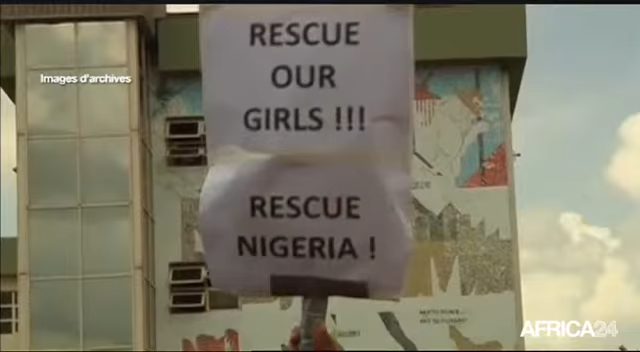 Images d'archives
RESCUE
OUR
GIRLS !!!
RESCUE
NIGERIA !
AFRICA24